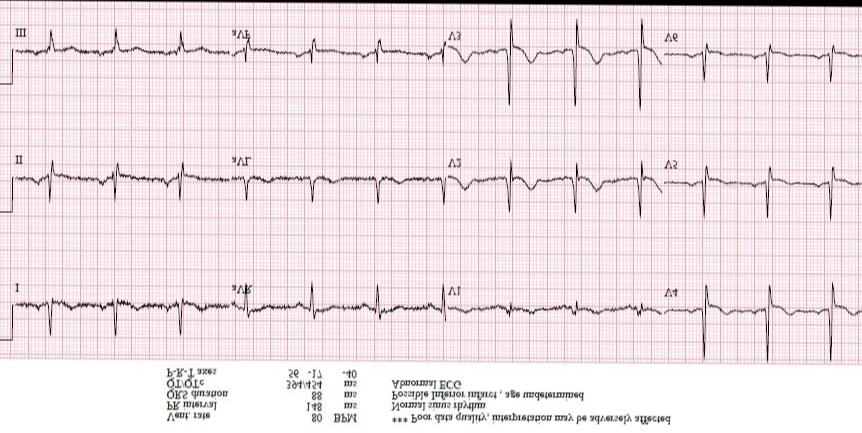 Vent. rate 80 BPM *** Poor data quality, interpretation may be adversely affected
PR interval 148 ms Normal sinus rhythm
QRS duration 88 ms Possible Inferior infarct , age undetermined
QT/QTc 394/454 ms Abnormal ECG
P-R-T axes 56 -17 -40
I aVR V1 V4
II aVL V2 V5
III aVF V3 V6